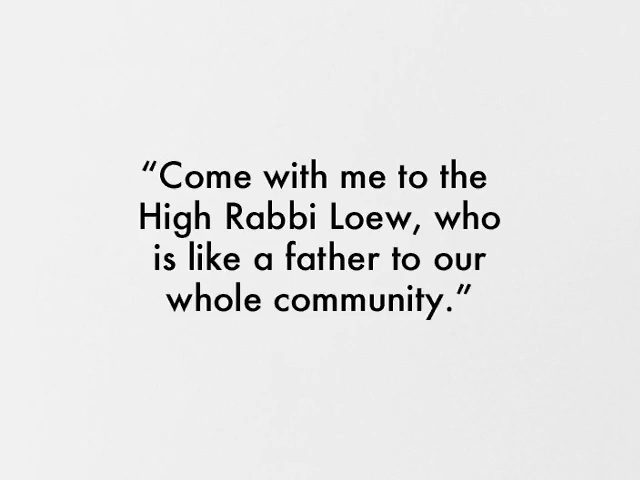 “Come with me to the
High Rabbi Loew, who
is like a father to our
whole community.”